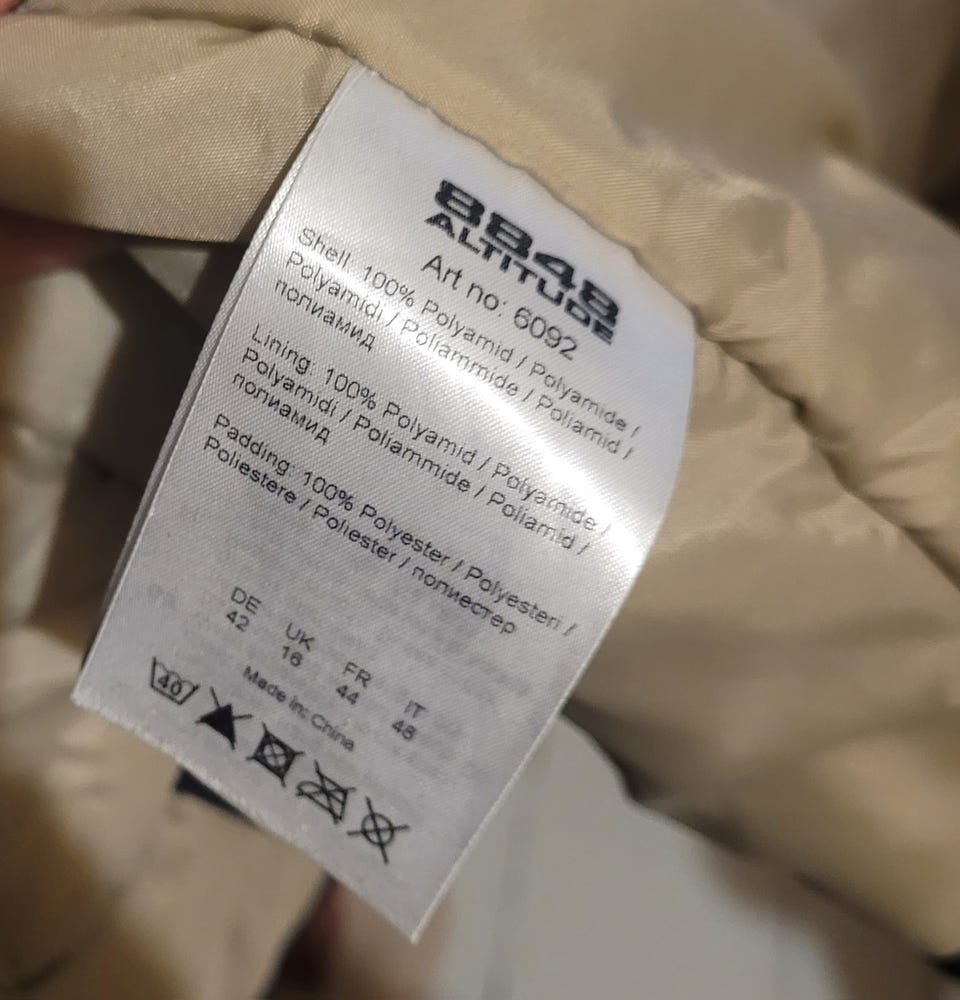 8848
ALTITUDE
Art no: 6092
Shell: 100% Polyamid / Polyamide /
Polyamidi / Poliammide / Poliamid /
полиамид
Lining: 100% Polyamid / Polyamide /
Polyamidi / Poliammide / Poliamid /
полиамид
Padding: 100% Polyester / Polyesteri /
Poliestere / Poliester / полиестер
DE UK FR IT
42 16 44 48
Made in: China
40